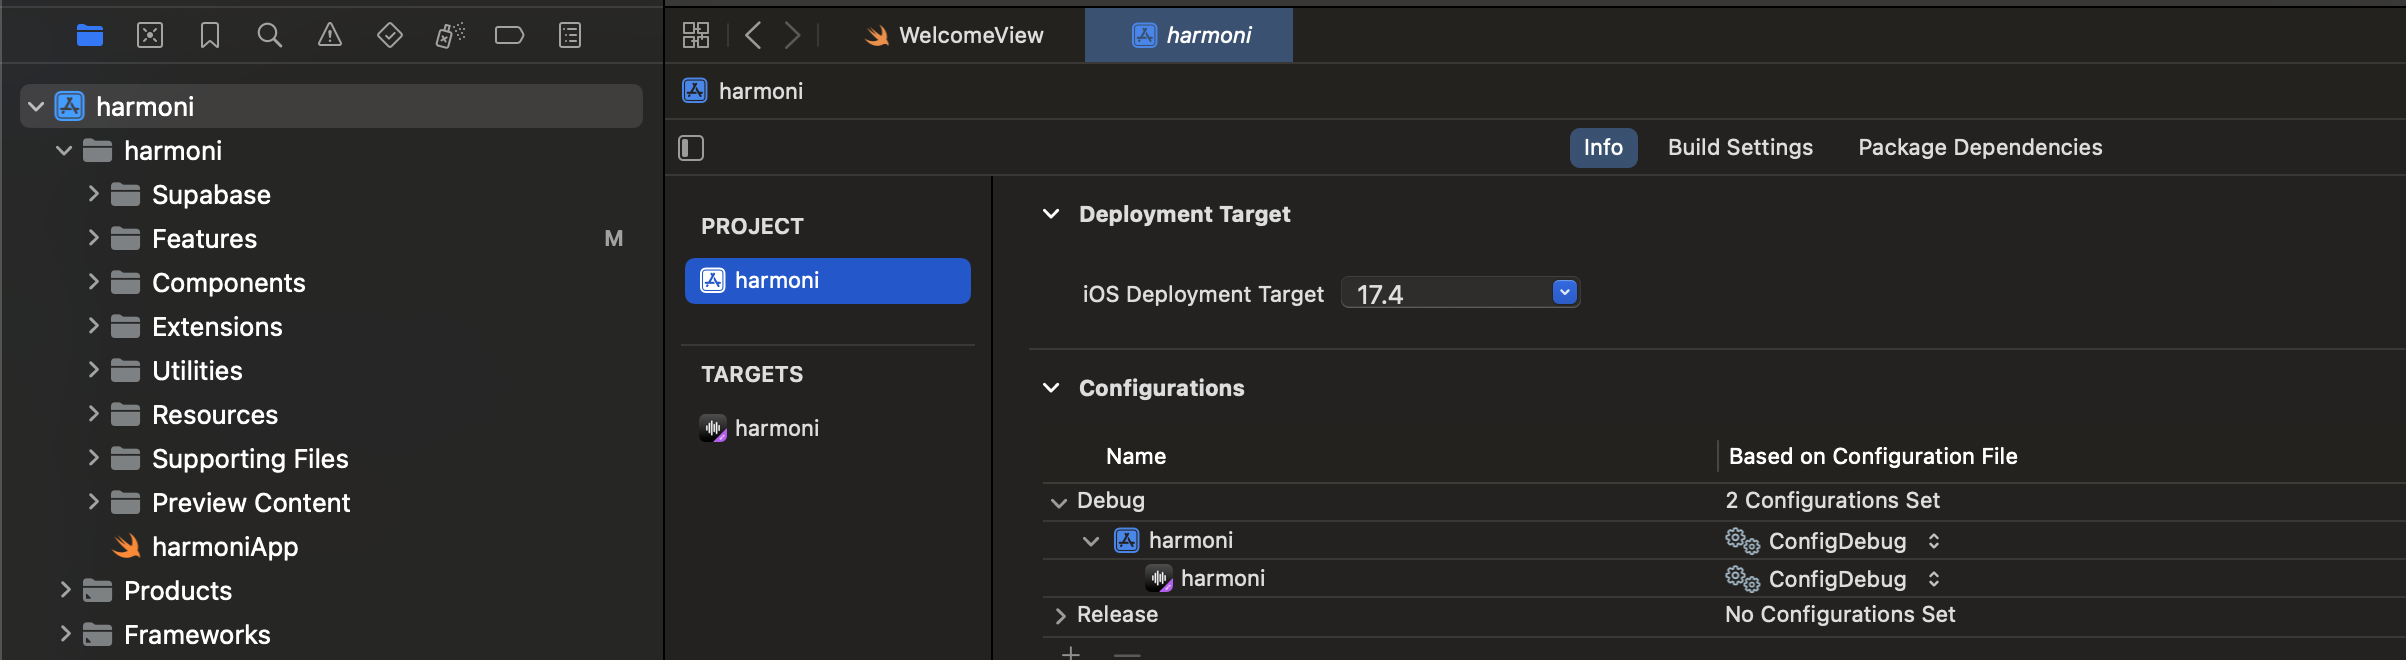 WelcomeView
harmoni
harmoni
harmoni
harmoni
Supabase
Features M
Components
Extensions
Utilities
Resources
Supporting Files
Preview Content
harmoniApp
Products
Frameworks
Info Build Settings Package Dependencies
PROJECT
harmoni
TARGETS
harmoni
Deployment Target
iOS Deployment Target 17.4
Configurations
Name Based on Configuration File
Debug 2 Configurations Set
harmoni ConfigDebug
harmoni ConfigDebug
Release No Configurations Set